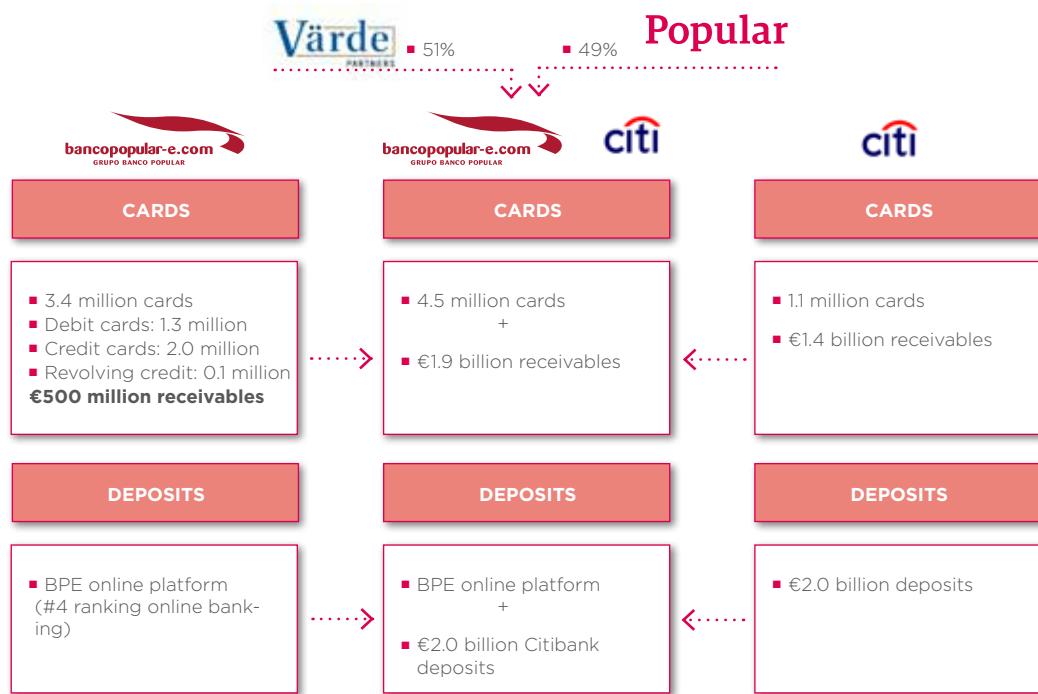 Värde
PARTNERS
▪ 51%
▪ 49%
Popular
bancopopular-e.com
GRUPO BANCO POPULAR
bancopopular-e.com
GRUPO BANCO POPULAR
citi
citi
CARDS
CARDS
CARDS
▪ 3.4 million cards
▪ Debit cards: 1.3 million
▪ Credit cards: 2.0 million
▪ Revolving credit: 0.1 million
€500 million receivables
▪ 4.5 million cards
+
▪ €1.9 billion receivables
▪ 1.1 million cards
▪ €1.4 billion receivables
DEPOSITS
DEPOSITS
DEPOSITS
▪ BPE online platform
(#4 ranking online bank-
ing)
▪ BPE online platform
+
▪ €2.0 billion Citibank
deposits
▪ €2.0 billion deposits